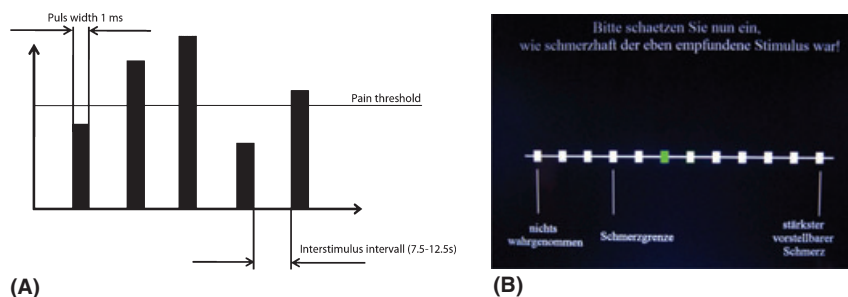 Puls width 1 ms
Pain threshold
Interstimulus intervall (7.5-12.5s)
(A)
Bitte schaetzen Sie nun ein,
wie schmerzhaft der eben empfundene Stimulus war!
nichts
wahrgenommen
Schmerzgrenze
stärkster
vorstellbarer
Schmerz
(B)